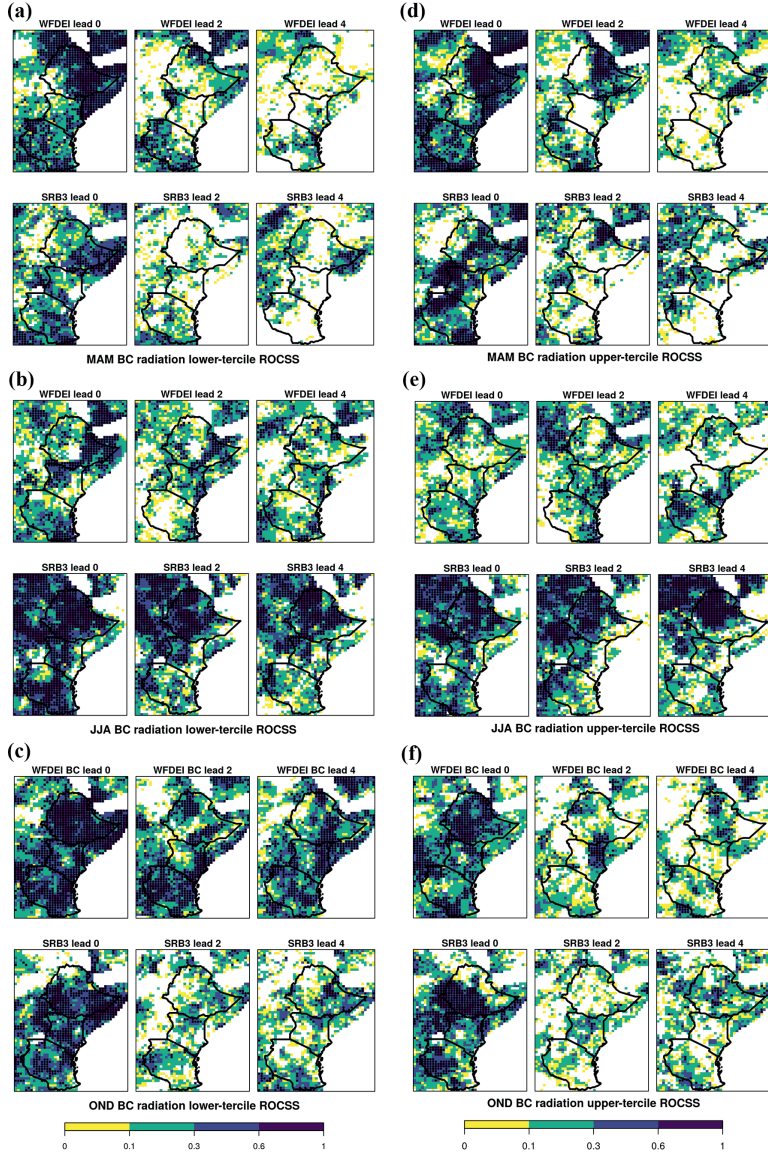 (a)
WFDEI lead 0 WFDEI lead 2 WFDEI lead 4
SRB3 lead 0 SRB3 lead 2 SRB3 lead 4
MAM BC radiation lower-tercile ROCSS
(d)
WFDEI lead 0 WFDEI lead 2 WFDEI lead 4
SRB3 lead 0 SRB3 lead 2 SRB3 lead 4
MAM BC radiation upper-tercile ROCSS
(b)
WFDEI lead 0 WFDEI lead 2 WFDEI lead 4
SRB3 lead 0 SRB3 lead 2 SRB3 lead 4
JJA BC radiation lower-tercile ROCSS
(e)
WFDEI lead 0 WFDEI lead 2 WFDEI lead 4
SRB3 lead 0 SRB3 lead 2 SRB3 lead 4
JJA BC radiation upper-tercile ROCSS
(c)
WFDEI BC lead 0 WFDEI BC lead 2 WFDEI BC lead 4
SRB3 lead 0 SRB3 lead 2 SRB3 lead 4
OND BC radiation lower-tercile ROCSS
0 0.1 0.3 0.6 1
(f)
WFDEI BC lead 0 WFDEI BC lead 2 WFDEI BC lead 4
SRB3 lead 0 SRB3 lead 2 SRB3 lead 4
OND BC radiation upper-tercile ROCSS
0 0.1 0.3 0.6 1